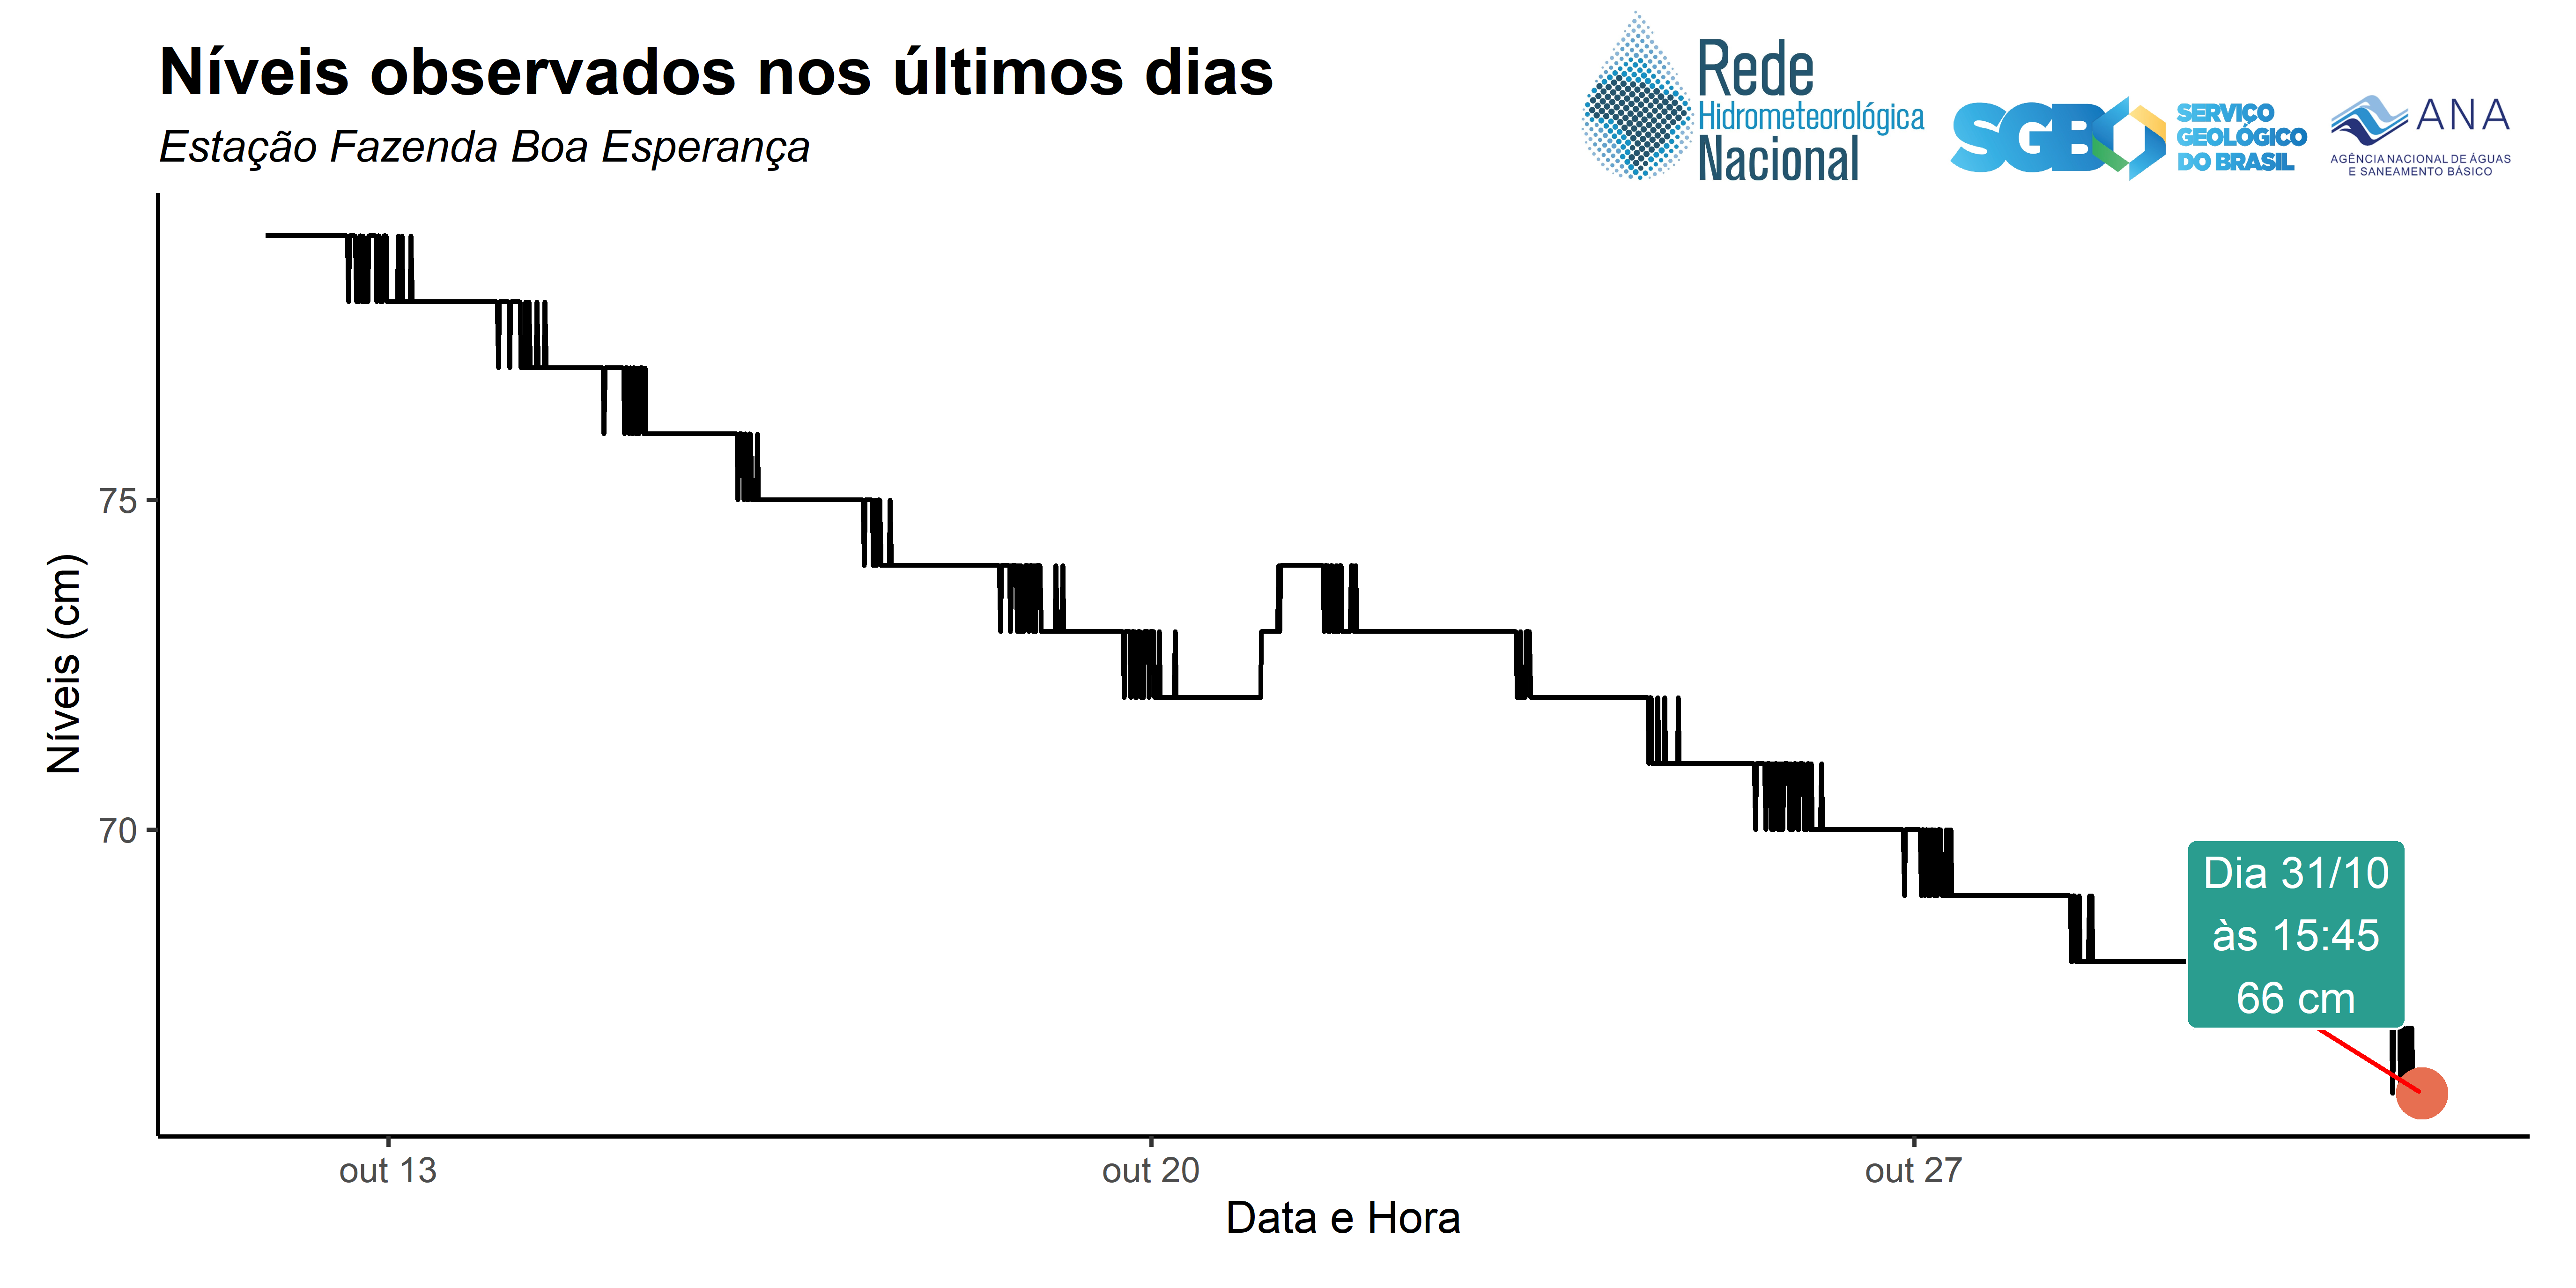 Níveis observados nos últimos dias
Estação Fazenda Boa Esperança
Rede
Hidrometeorológica
Nacional
SGB
SERVIÇO
GEOLÓGICO
DO BRASIL
ANA
AGÊNCIA NACIONAL DE ÁGUAS
E SANEAMENTO BÁSICO
Níveis (cm)
75
70
Dia 31/10
às 15:45
66 cm
out 13
out 20
out 27
Data e Hora